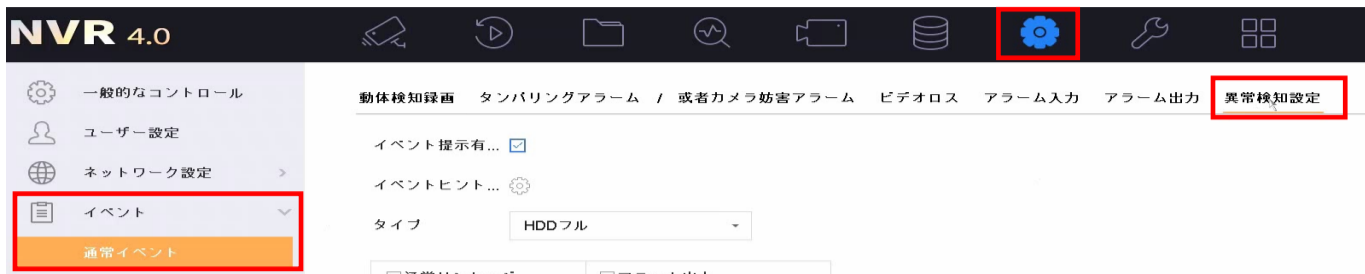 NVR 4.0
一般的なコントロール
ユーザー設定
ネットワーク設定 >
イベント
通常イベント
動体検知録画 タンパリングアラーム / 或者カメラ妨害アラーム ビデオロス アラーム入力 アラーム出力 異常検知設定
イベント提示有...
イベントヒント...
タイプ HDDフル